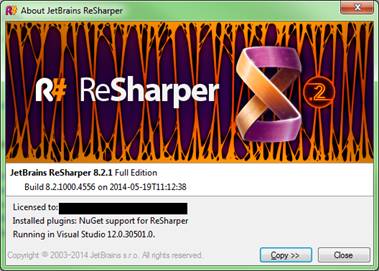 About JetBrains ReSharper
R# ReSharper 8.2
JetBrains ReSharper 8.2.1 Full Edition
Build 8.2.1000.4556 on 2014-05-19T11:12:38
Licensed to:
Installed plugins: NuGet support for ReSharper
Running in Visual Studio 12.0.30501.0.
Copyright © 2003–2014 JetBrains s.r.o. All rights reserved.
Copy >>
Close